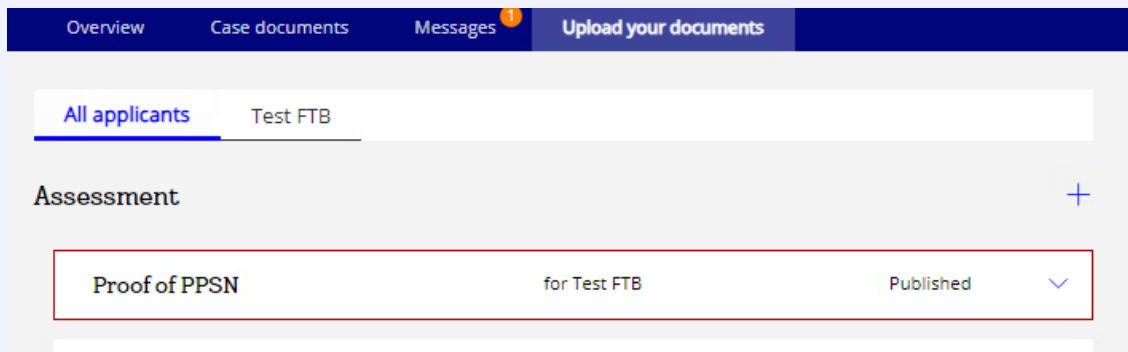 Overview Case documents Messages 1 Upload your documents
All applicants Test FTB
Assessment
Proof of PPSN for Test FTB Published